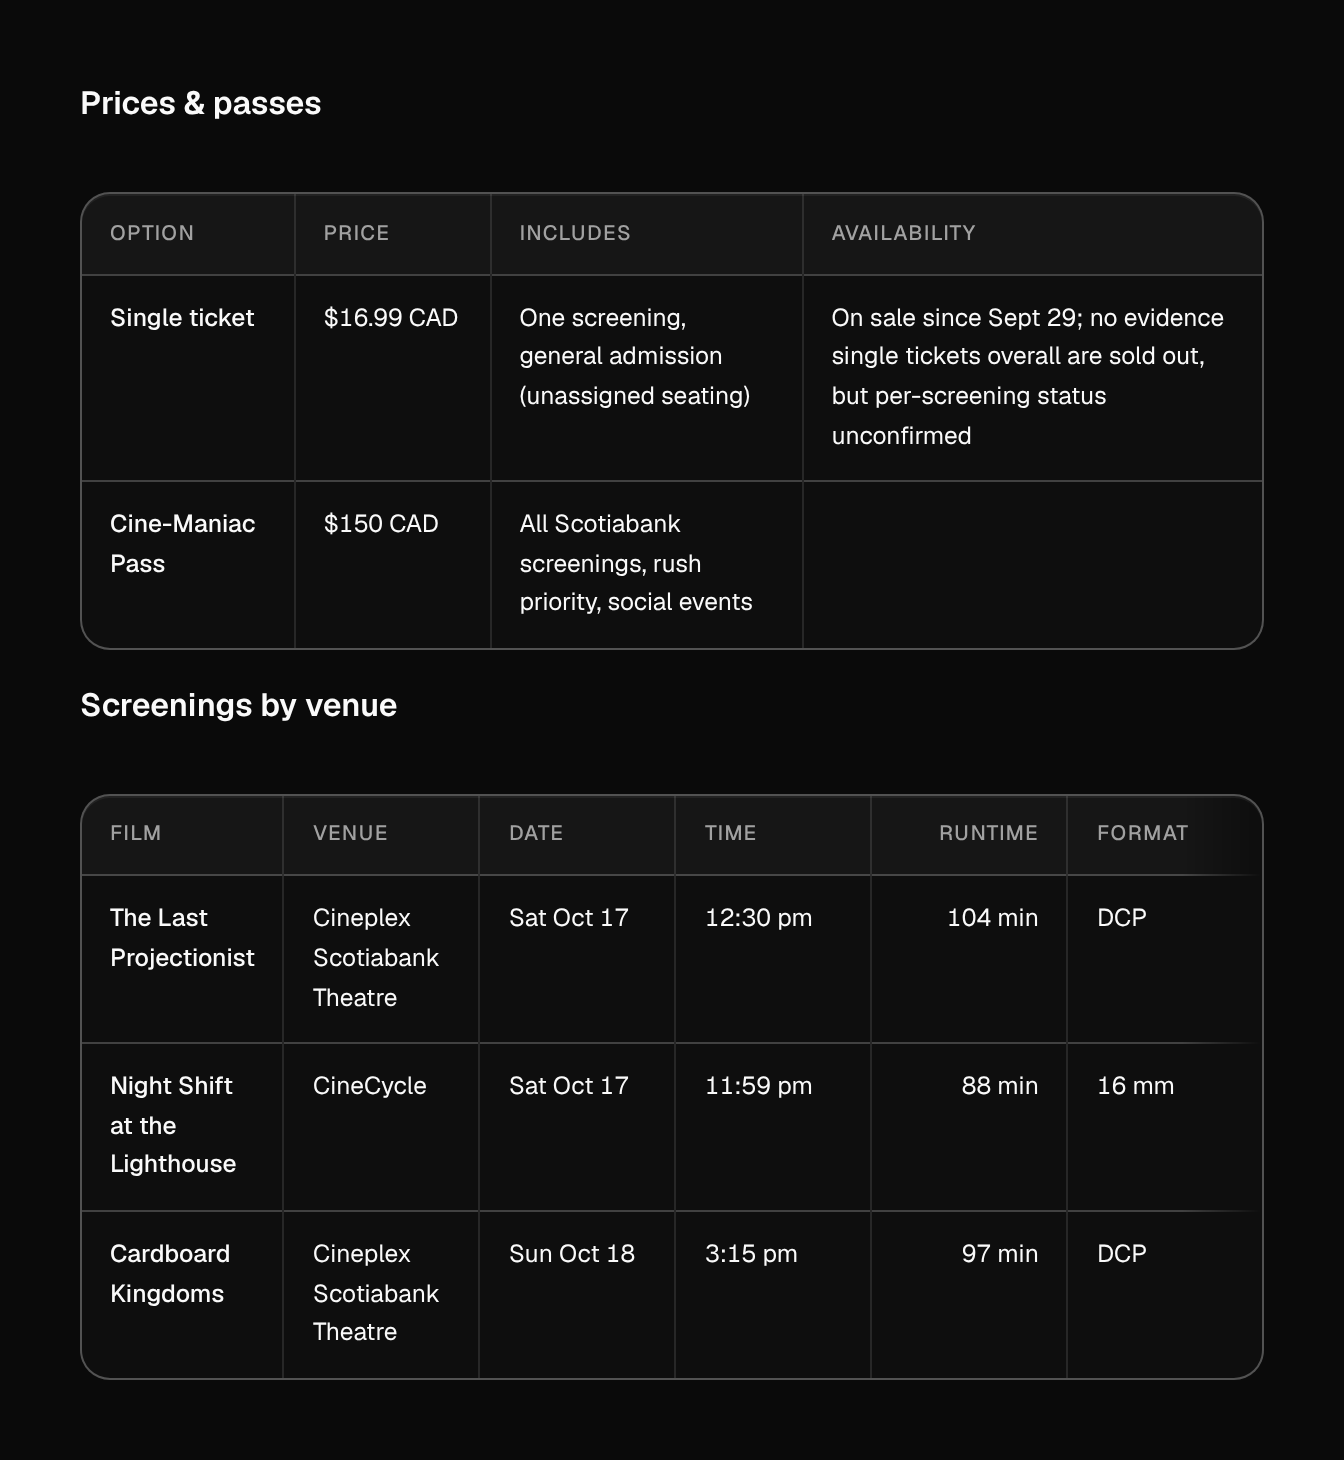 Prices & passes
OPTION PRICE INCLUDES AVAILABILITY
Single ticket $16.99 CAD One screening, On sale since Sept 29; no evidence
general admission single tickets overall are sold out,
(unassigned seating) but per-screening status
unconfirmed
Cine-Maniac $150 CAD All Scotiabank
Pass screenings, rush
priority, social events
Screenings by venue
FILM VENUE DATE TIME RUNTIME FORMAT
The Last Cineplex Sat Oct 17 12:30 pm 104 min DCP
Projectionist Scotiabank
Theatre
Night Shift CineCycle Sat Oct 17 11:59 pm 88 min 16 mm
at the
Lighthouse
Cardboard Cineplex Sun Oct 18 3:15 pm 97 min DCP
Kingdoms Scotiabank
Theatre